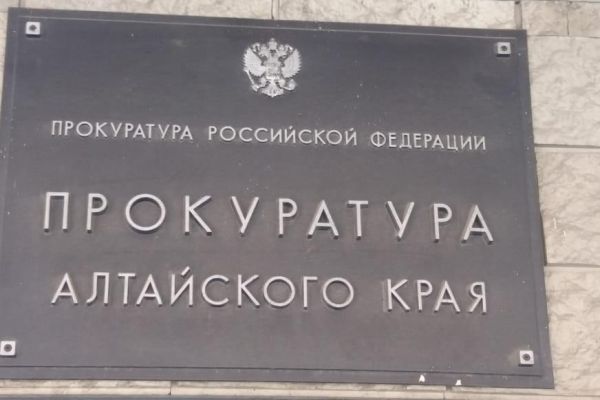 ПРОКУРАТУРА РОССИЙСКОЙ ФЕДЕРАЦИИ
ПРОКУРАТУРА
АЛТАЙСКОГО КРАЯ